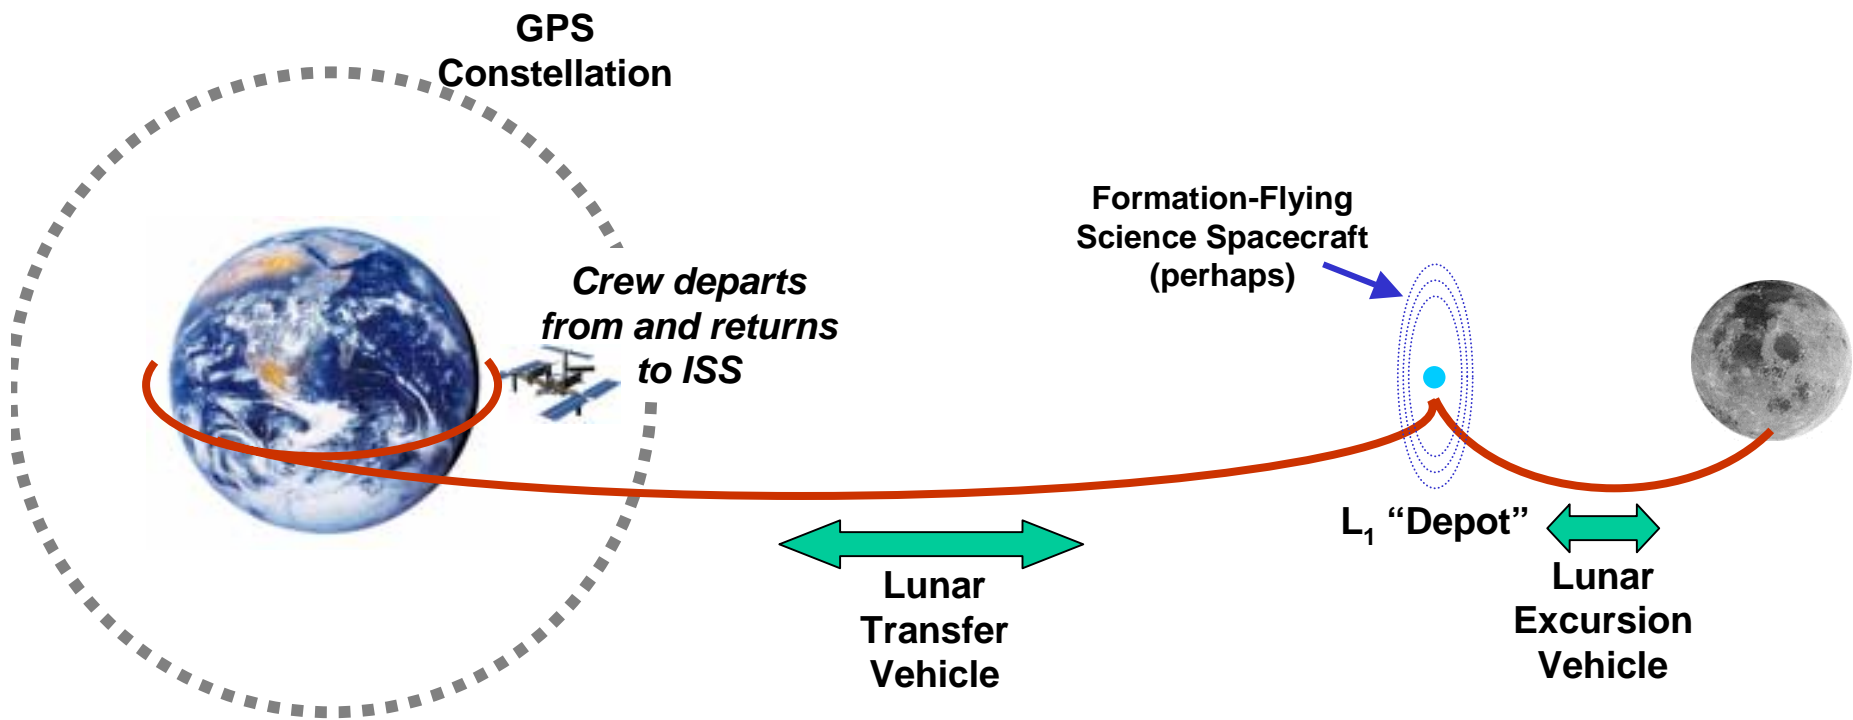 GPS
Constellation
Formation-Flying
Science Spacecraft
(perhaps)
Crew departs
from and returns
to ISS
L₁ “Depot”
Lunar
Transfer
Vehicle
Lunar
Excursion
Vehicle